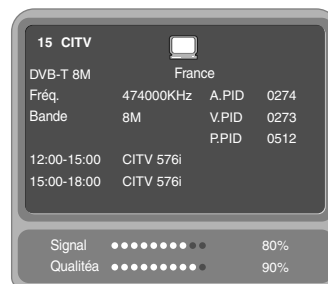 15 CITV
DVB-T 8M France
Fréq. 474000KHz A.PID 0274
Bande 8M V.PID 0273
P.PID 0512
12:00-15:00 CITV 576i
15:00-18:00 CITV 576i
Signal 80%
Qualitéa 90%